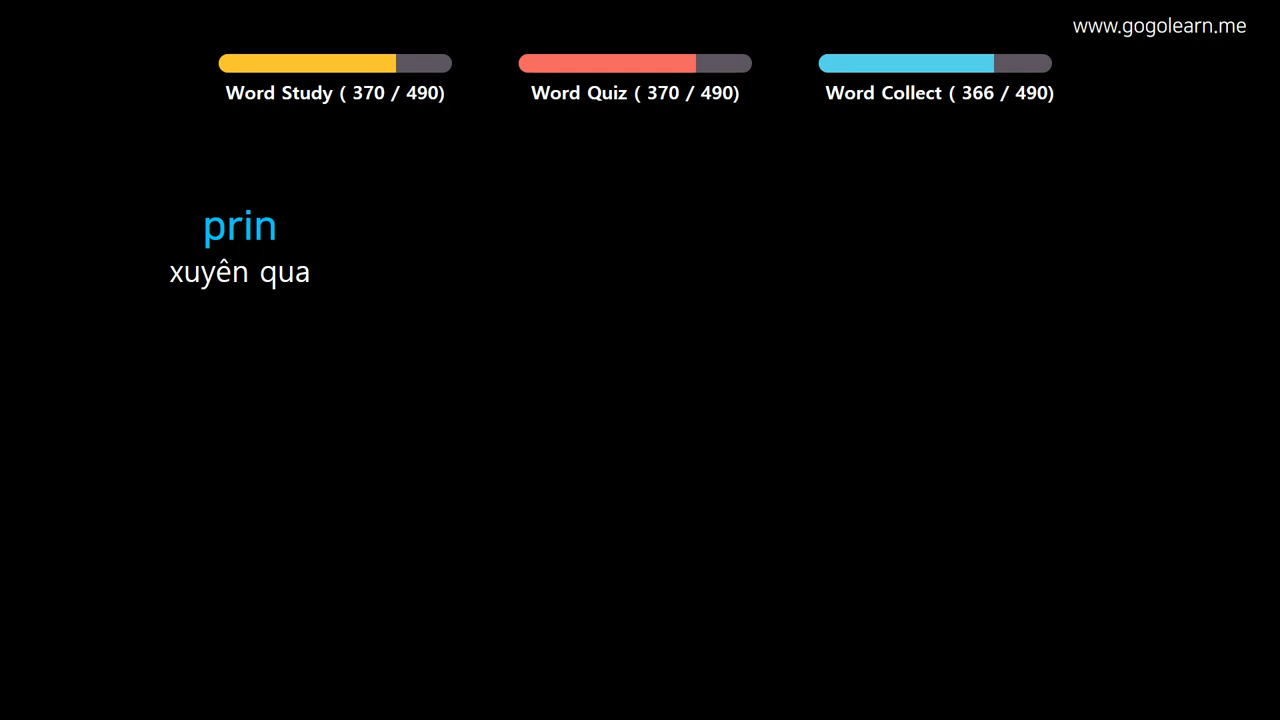 www.gogolearn.me
Word Study ( 370 / 490)
Word Quiz ( 370 / 490)
Word Collect ( 366 / 490)
prin
xuyên qua